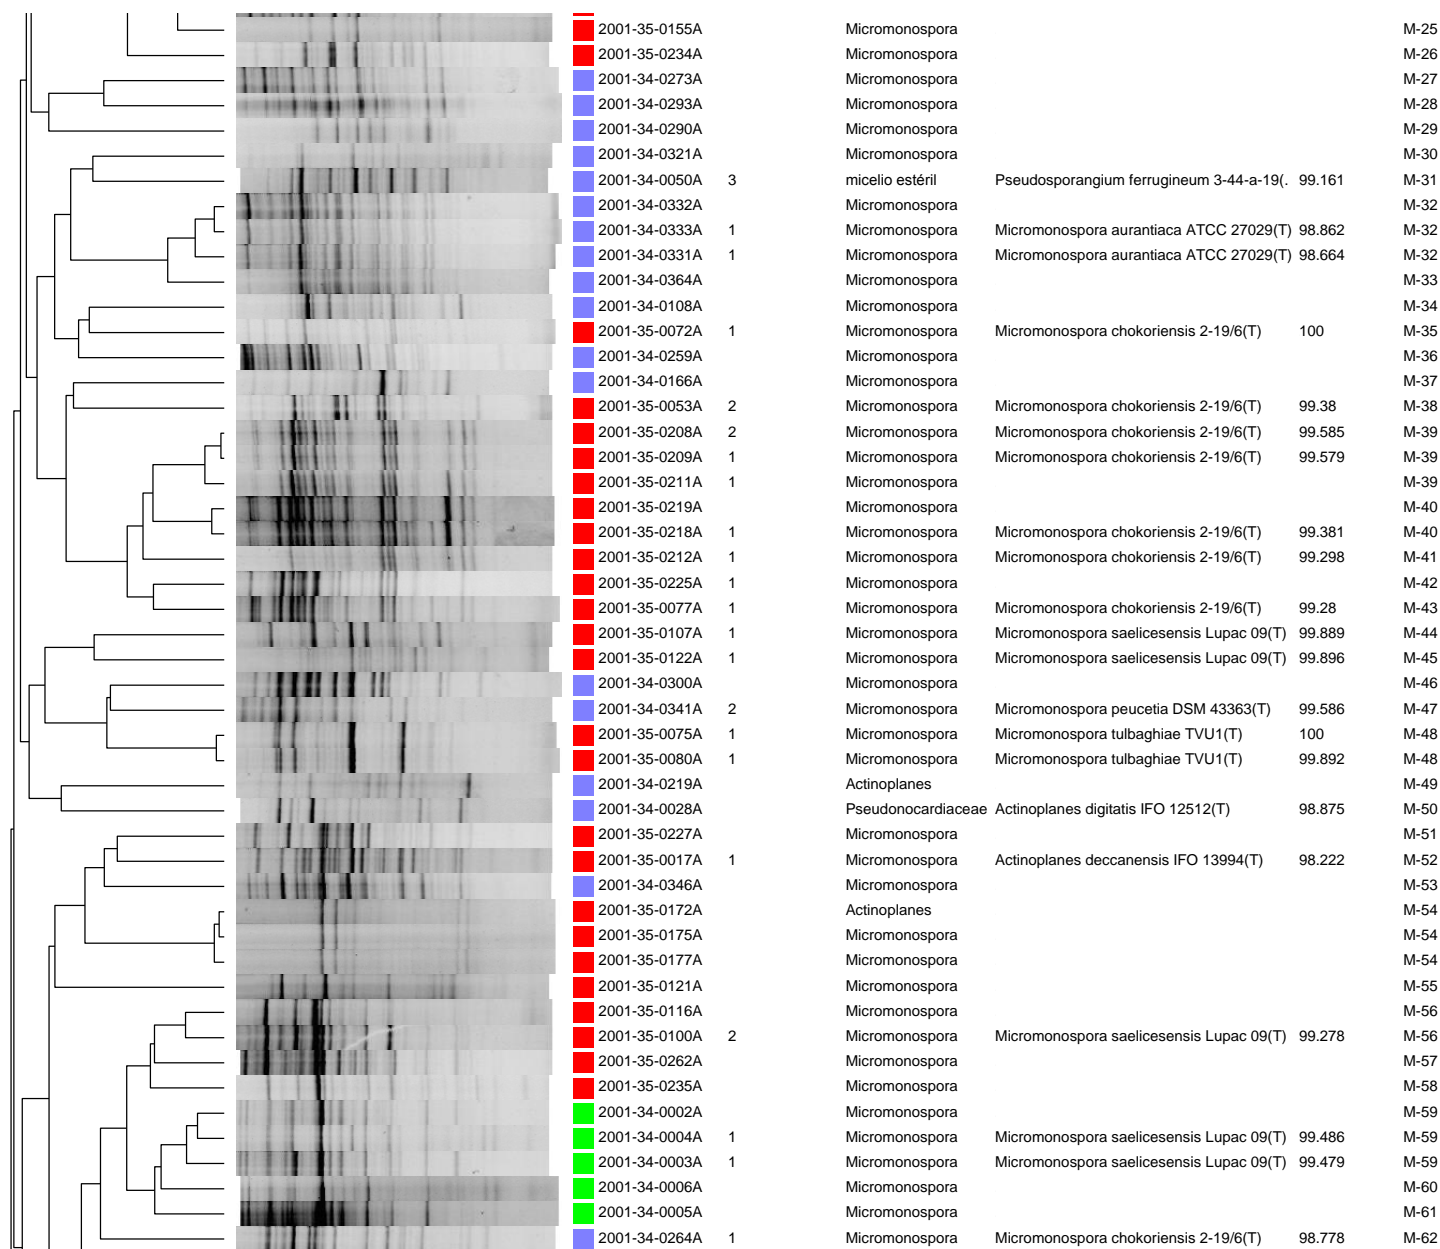 2001-35-0155A Micromonospora M-25
2001-35-0234A Micromonospora M-26
2001-34-0273A Micromonospora M-27
2001-34-0293A Micromonospora M-28
2001-34-0290A Micromonospora M-29
2001-34-0321A Micromonospora M-30
2001-34-0050A 3 micelio estéril Pseudosporangium ferrugineum 3-44-a-19(. 99.161 M-31
2001-34-0332A Micromonospora M-32
2001-34-0333A 1 Micromonospora Micromonospora aurantiaca ATCC 27029(T) 98.862 M-32
2001-34-0331A 1 Micromonospora Micromonospora aurantiaca ATCC 27029(T) 98.664 M-32
2001-34-0364A Micromonospora M-33
2001-34-0108A Micromonospora M-34
2001-35-0072A 1 Micromonospora Micromonospora chokoriensis 2-19/6(T) 100 M-35
2001-34-0259A Micromonospora M-36
2001-34-0166A Micromonospora M-37
2001-35-0053A 2 Micromonospora Micromonospora chokoriensis 2-19/6(T) 99.38 M-38
2001-35-0208A 2 Micromonospora Micromonospora chokoriensis 2-19/6(T) 99.585 M-39
2001-35-0209A 1 Micromonospora Micromonospora chokoriensis 2-19/6(T) 99.579 M-39
2001-35-0211A 1 Micromonospora M-39
2001-35-0219A Micromonospora M-40
2001-35-0218A 1 Micromonospora Micromonospora chokoriensis 2-19/6(T) 99.381 M-40
2001-35-0212A 1 Micromonospora Micromonospora chokoriensis 2-19/6(T) 99.298 M-41
2001-35-0225A 1 Micromonospora M-42
2001-35-0077A 1 Micromonospora Micromonospora chokoriensis 2-19/6(T) 99.28 M-43
2001-35-0107A 1 Micromonospora Micromonospora saelicesensis Lupac 09(T) 99.889 M-44
2001-35-0122A 1 Micromonospora Micromonospora saelicesensis Lupac 09(T) 99.896 M-45
2001-34-0300A Micromonospora M-46
2001-34-0341A 2 Micromonospora Micromonospora peucetia DSM 43363(T) 99.586 M-47
2001-35-0075A 1 Micromonospora Micromonospora tulbaghiae TVU1(T) 100 M-48
2001-35-0080A 1 Micromonospora Micromonospora tulbaghiae TVU1(T) 99.892 M-48
2001-34-0219A Actinoplanes M-49
2001-34-0028A Pseudonocardiaceae Actinoplanes digitatis IFO 12512(T) 98.875 M-50
2001-35-0227A Micromonospora M-51
2001-35-0017A 1 Micromonospora Actinoplanes deccanensis IFO 13994(T) 98.222 M-52
2001-34-0346A Micromonospora M-53
2001-35-0172A Actinoplanes M-54
2001-35-0175A Micromonospora M-54
2001-35-0177A Micromonospora M-54
2001-35-0121A Micromonospora M-55
2001-35-0116A Micromonospora M-56
2001-35-0100A 2 Micromonospora Micromonospora saelicesensis Lupac 09(T) 99.278 M-56
2001-35-0262A Micromonospora M-57
2001-35-0235A Micromonospora M-58
2001-34-0002A Micromonospora M-59
2001-34-0004A 1 Micromonospora Micromonospora saelicesensis Lupac 09(T) 99.486 M-59
2001-34-0003A 1 Micromonospora Micromonospora saelicesensis Lupac 09(T) 99.479 M-59
2001-34-0006A Micromonospora M-60
2001-34-0005A Micromonospora M-61
2001-34-0264A 1 Micromonospora Micromonospora chokoriensis 2-19/6(T) 98.778 M-62